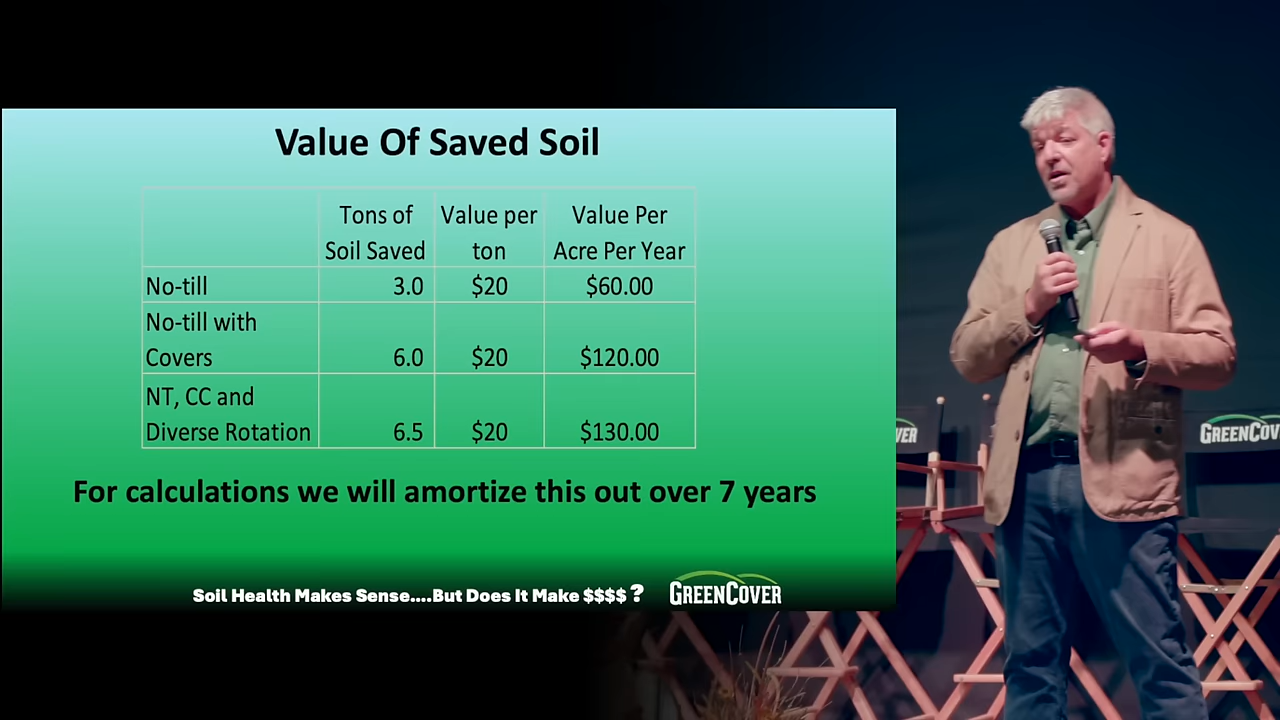 Value Of Saved Soil
Tons of Soil Saved
Value per ton
Value Per Acre Per Year
No-till 3.0 $20 $60.00
No-till with Covers 6.0 $20 $120.00
NT, CC and Diverse Rotation 6.5 $20 $130.00
For calculations we will amortize this out over 7 years
Soil Health Makes Sense....But Does It Make $$$$ ?
GREENCOVER
VER
GREENCOV